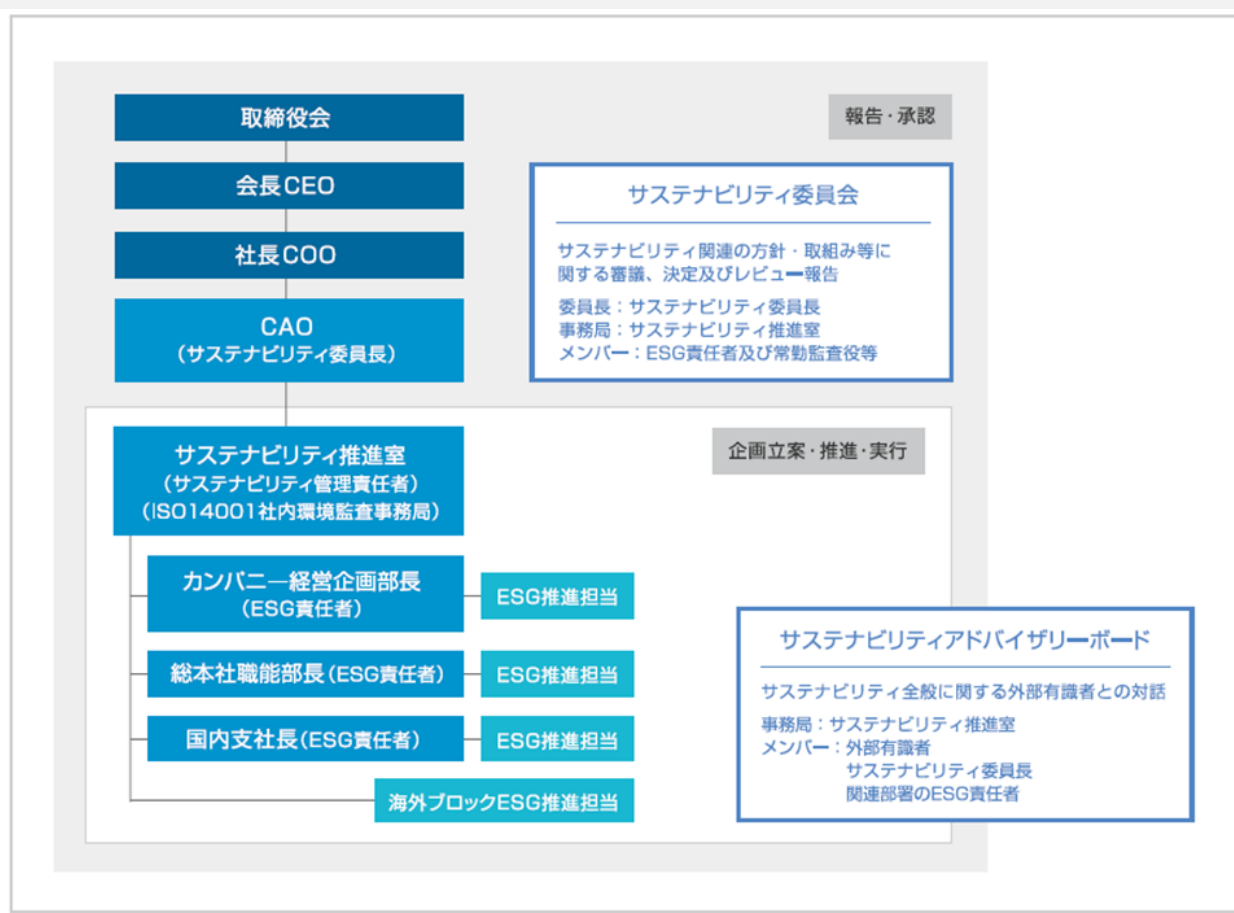 取締役会
報告・承認
会長CEO
社長COO
CAO
(サステナビリティ委員長)
サステナビリティ委員会
サステナビリティ関連の方針・取組み等に
関する審議、決定及びレビュー報告
委員長：サステナビリティ委員長
事務局：サステナビリティ推進室
メンバー：ESG責任者及び常勤監査役等
サステナビリティ推進室
(サステナビリティ管理責任者)
(ISO14001社内環境監査事務局)
企画立案・推進・実行
カンパニー経営企画部長
(ESG責任者)
ESG推進担当
総本社職能部長(ESG責任者)
ESG推進担当
国内支社長(ESG責任者)
ESG推進担当
海外ブロックESG推進担当
サステナビリティアドバイザリーボード
サステナビリティ全般に関する外部有識者との対話
事務局：サステナビリティ推進室
メンバー：外部有識者
サステナビリティ委員長
関連部署のESG責任者